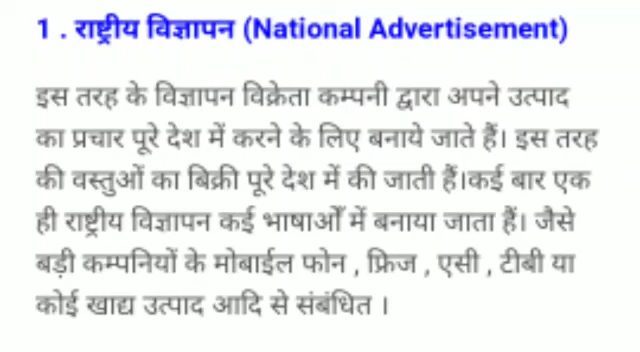 1 . राष्ट्रीय विज्ञापन (National Advertisement)
इस तरह के विज्ञापन विक्रेता कम्पनी द्वारा अपने उत्पाद
का प्रचार पूरे देश में करने के लिए बनाये जाते हैं। इस तरह
की वस्तुओं का बिक्री पूरे देश में की जाती हैं।कई बार एक
ही राष्ट्रीय विज्ञापन कई भाषाओँ में बनाया जाता हैं। जैसे
बड़ी कम्पनियों के मोबाईल फोन , फ्रिज , एसी , टीबी या
कोई खाद्य उत्पाद आदि से संबंधित ।